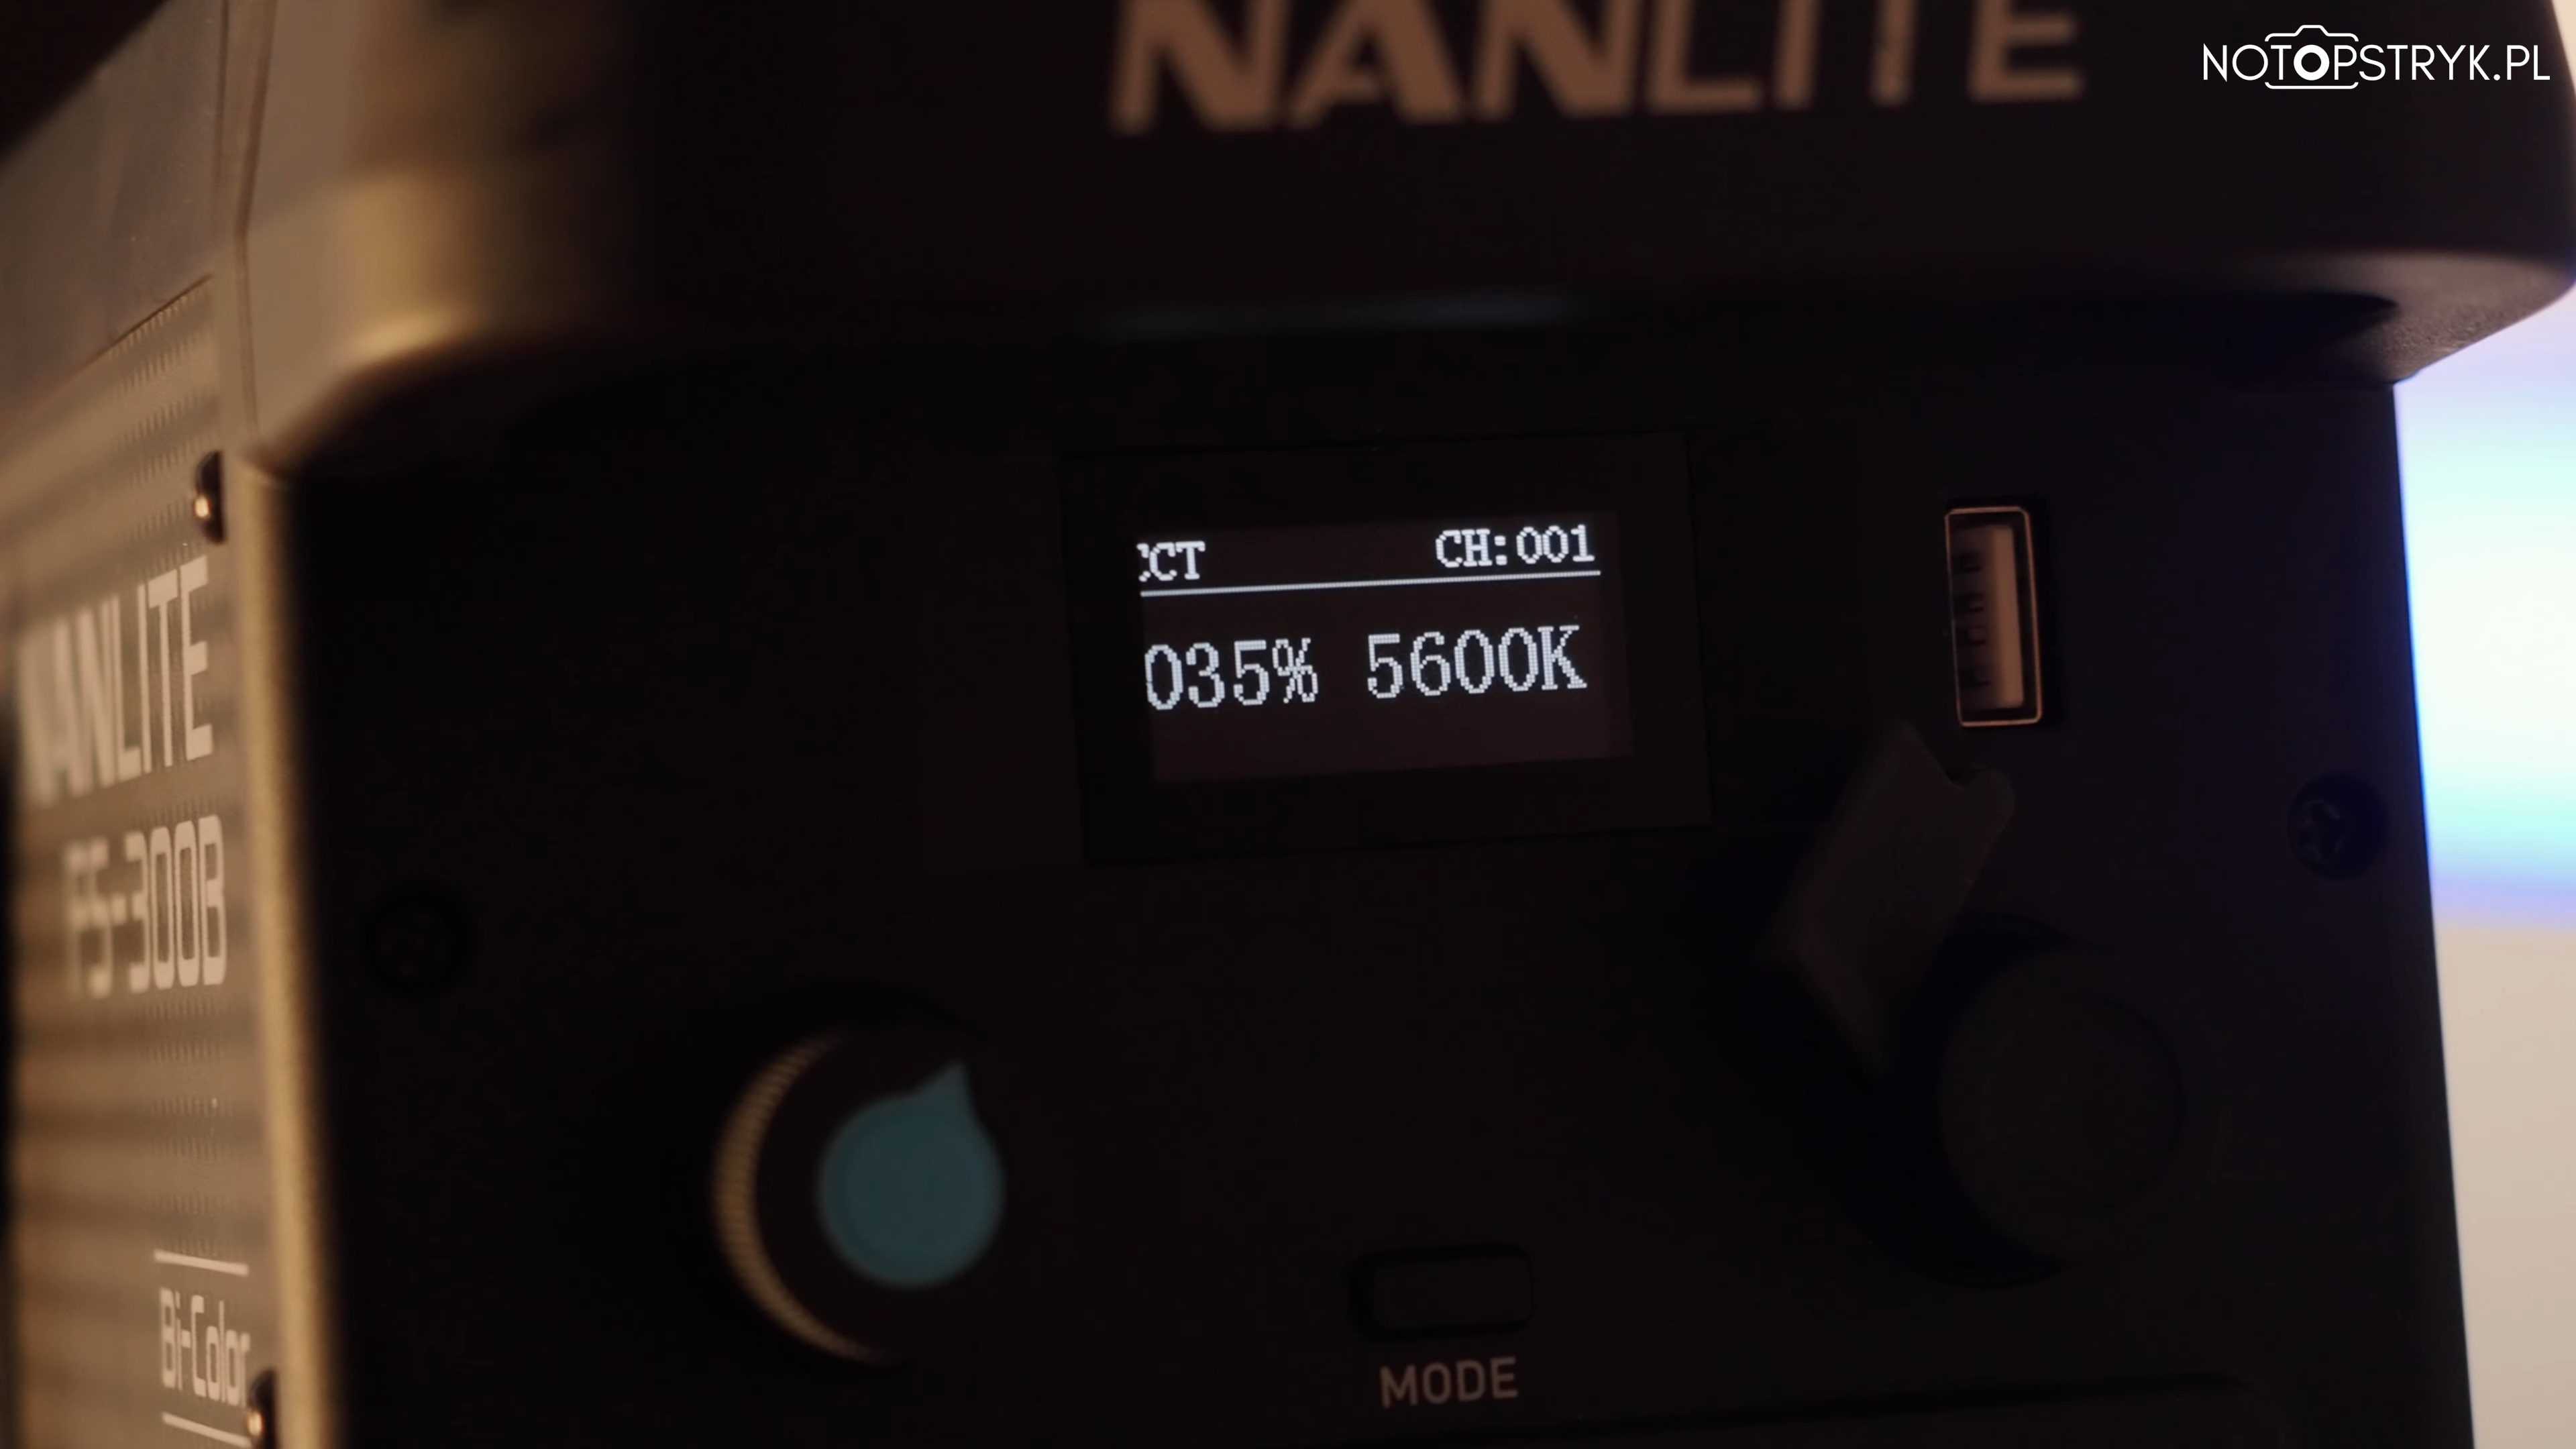 NANLITE
NOTOPSTRYK.PL
CCT CH:001
035% 5600K
NANLITE
FS-300B
Bi-Color
MODE